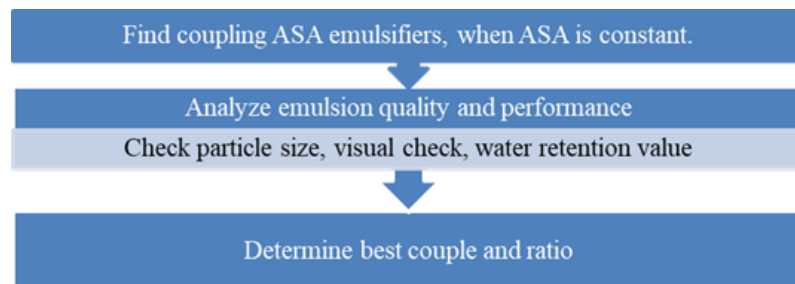 Find coupling ASA emulsifiers, when ASA is constant.
Analyze emulsion quality and performance
Check particle size, visual check, water retention value
Determine best couple and ratio